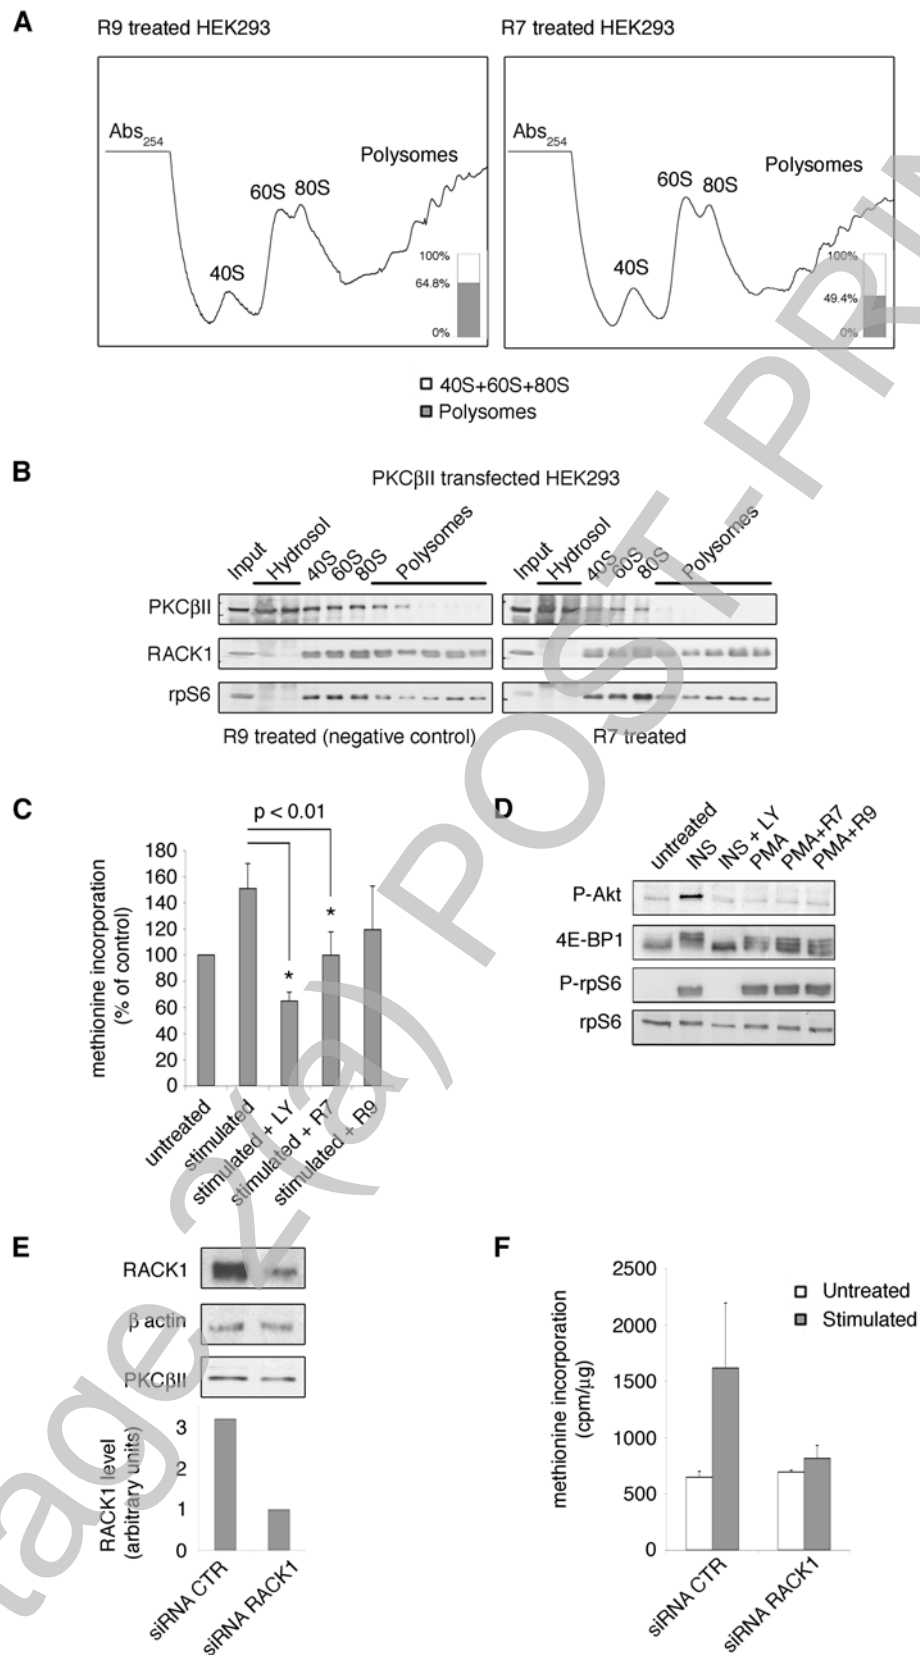 A
R9 treated HEK293
R7 treated HEK293
Abs254
60S 80S
Polysomes
40S
100%
64.8%
0%
Abs254
60S 80S
Polysomes
40S
100%
49.4%
0%
40S+60S+80S
Polysomes
B
PKCβII transfected HEK293
Input
Hydrosol
40S
60S
80S
Polysomes
Input
Hydrosol
40S
60S
80S
Polysomes
PKCβII
RACK1
rpS6
R9 treated (negative control)
R7 treated
C
p < 0.01
methionine incorporation
(% of control)
180
160
140
120
100
80
60
40
20
0
*
*
untreated
stimulated
stimulated + LY
stimulated + R7
stimulated + R9
D
untreated
INS
INS + LY
PMA
PMA+R7
PMA+R9
P-Akt
4E-BP1
P-rpS6
rpS6
E
RACK1
β actin
PKCβII
RACK1 level
(arbitrary units)
3
2
1
0
siRNA CTR
siRNA RACK1
F
methionine incorporation
(cpm/μg)
2500
2000
1500
1000
500
0
Untreated
Stimulated
siRNA CTR
siRNA RACK1
tage 2(a) POST-PRI